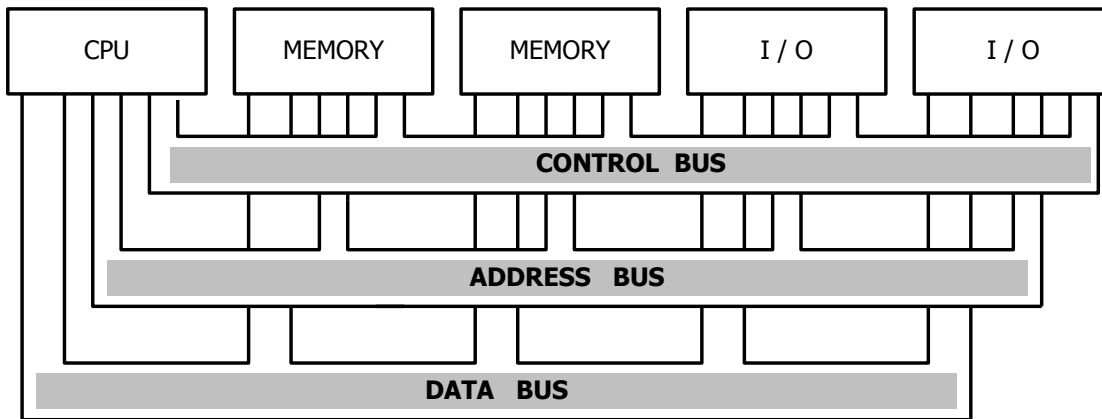 CPU
MEMORY
MEMORY
I / O
I / O
CONTROL BUS
ADDRESS BUS
DATA BUS